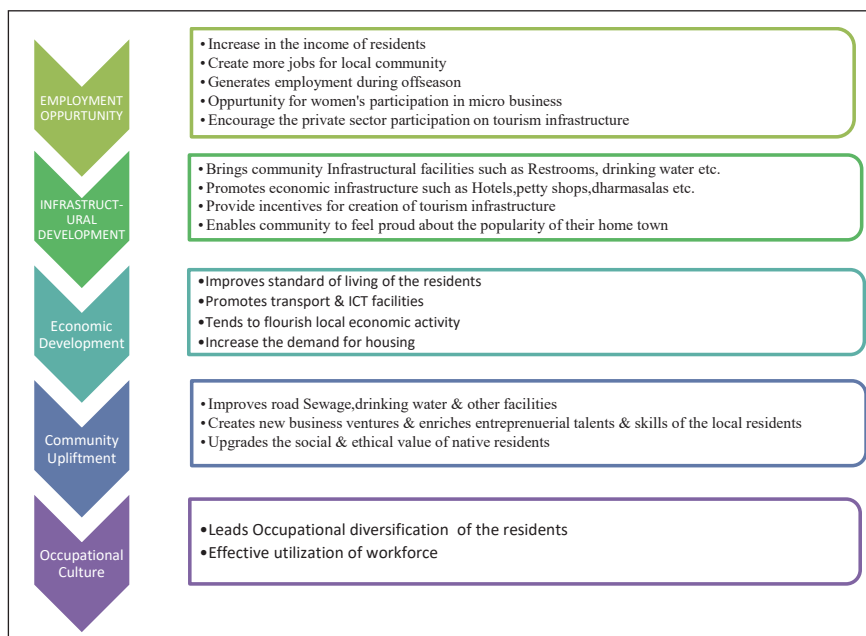 EMPLOYMENT
OPPURTUNITY
• Increase in the income of residents
• Create more jobs for local community
• Generates employment during offseason
• Oppurtunity for women's participation in micro business
• Encourage the private sector participation on tourism infrastructure
INFRASTRUCT-
URAL
DEVELOPMENT
• Brings community Infrastructural facilities such as Restrooms, drinking water etc.
• Promotes economic infrastructure such as Hotels,petty shops,dharmasalas etc.
• Provide incentives for creation of tourism infrastructure
• Enables community to feel proud about the popularity of their home town
Economic
Development
•Improves standard of living of the residents
•Promotes transport & ICT facilities
•Tends to flourish local economic activity
•Increase the demand for housing
Community
Upliftment
• Improves road Sewage,drinking water & other facilities
• Creates new business ventures & enriches entreprenuerial talents & skills of the local residents
• Upgrades the social & ethical value of native residents
Occupational
Culture
•Leads Occupational diversification of the residents
•Effective utilization of workforce